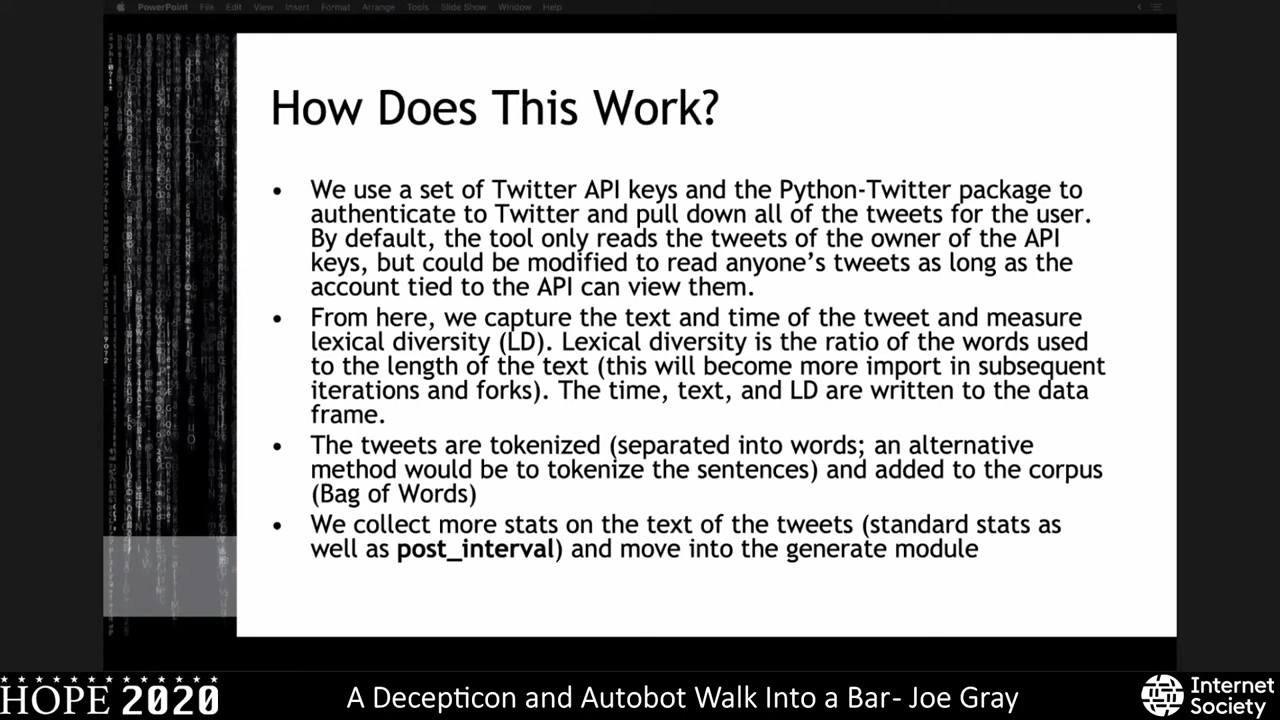 PowerPoint File Edit View Insert Format Arrange Tools Slide Show Window Help
How Does This Work?
• We use a set of Twitter API keys and the Python-Twitter package to
authenticate to Twitter and pull down all of the tweets for the user.
By default, the tool only reads the tweets of the owner of the API
keys, but could be modified to read anyone’s tweets as long as the
account tied to the API can view them.
• From here, we capture the text and time of the tweet and measure
lexical diversity (LD). Lexical diversity is the ratio of the words used
to the length of the text (this will become more import in subsequent
iterations and forks). The time, text, and LD are written to the data
frame.
• The tweets are tokenized (separated into words; an alternative
method would be to tokenize the sentences) and added to the corpus
(Bag of Words)
• We collect more stats on the text of the tweets (standard stats as
well as post_interval) and move into the generate module
HOPE 2020
A Decepticon and Autobot Walk Into a Bar- Joe Gray
Internet
Society